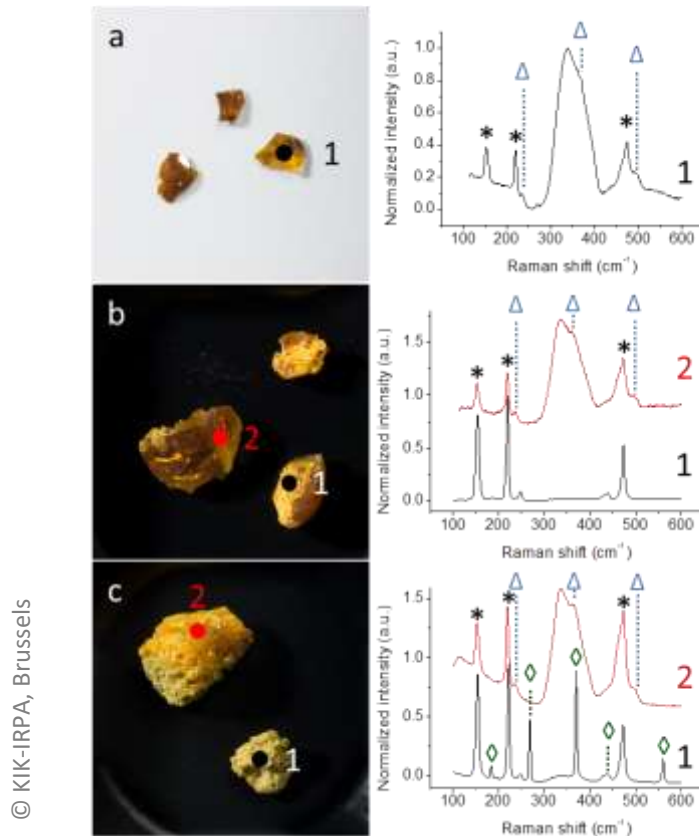 a
1
Normalized intensity (a.u.)
1.0
0.8
0.6
0.4
0.2
0.0
Δ Δ Δ
* * *
1
100 200 300 400 500 600
Raman shift (cm⁻¹)
b
2
1
Normalized intensity (a.u.)
1.5
1.0
0.5
0.0
Δ Δ Δ
* * *
2
1
100 200 300 400 500 600
Raman shift (cm⁻¹)
c
2
1
Normalized intensity (a.u.)
1.5
1.0
0.5
0.0
Δ Δ Δ
* * *
◊ ◊ ◊ ◊ ◊
2
1
100 200 300 400 500 600
Raman shift (cm⁻¹)
© KIK-IRPA, Brussels